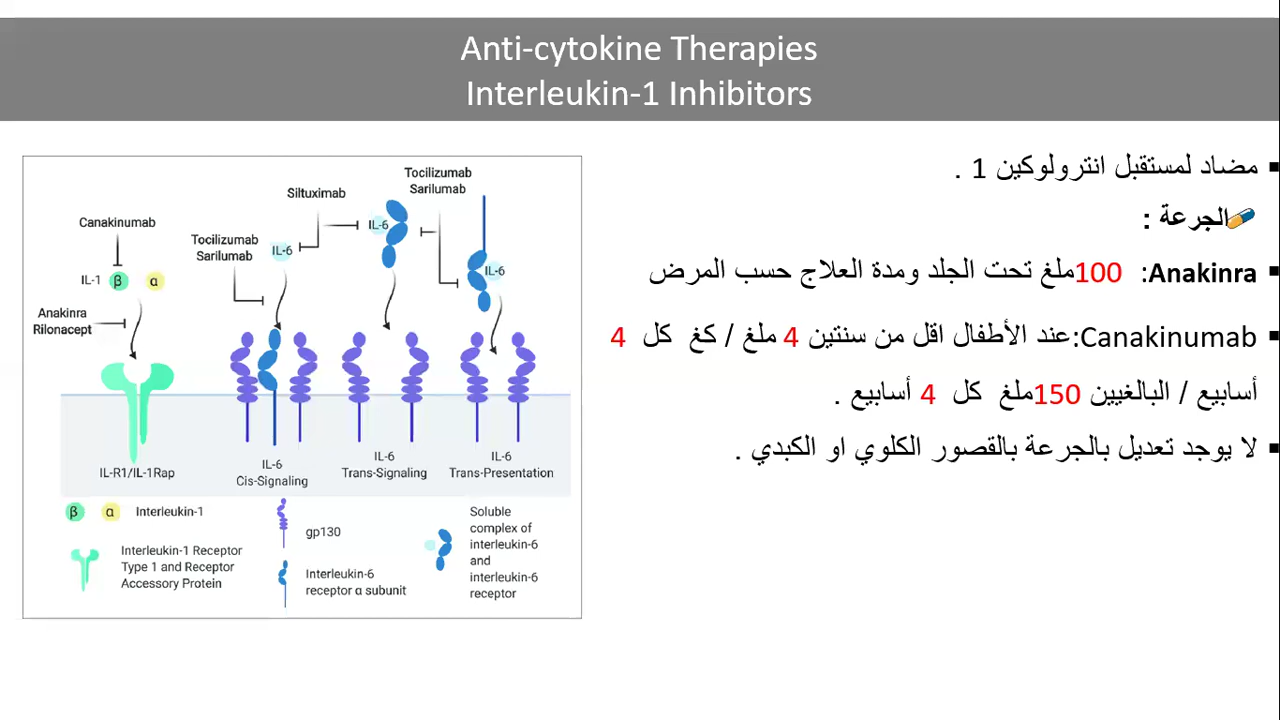 Anti-cytokine Therapies
Interleukin-1 Inhibitors
مضاد لمستقبل انترولوكين 1 .
الجرعة :
Anakinra: 100ملغ تحت الجلد ومدة العلاج حسب المرض
Canakinumab:عند الأطفال اقل من سنتين 4 ملغ / كغ كل 4
أسابيع / البالغيين 150ملغ كل 4 أسابيع .
لا يوجد تعديل بالجرعة بالقصور الكلوي او الكبدي .
Canakinumab
IL-1 β α
Anakinra
Rilonacept
Tocilizumab
Sarilumab
Siltuximab
IL-6
IL-6
Tocilizumab
Sarilumab
IL-6
IL-R1/IL-1Rap
IL-6
Cis-Signaling
IL-6
Trans-Signaling
IL-6
Trans-Presentation
β α Interleukin-1
Interleukin-1 Receptor
Type 1 and Receptor
Accessory Protein
gp130
Interleukin-6
receptor α subunit
Soluble
complex of
interleukin-6
and
interleukin-6
receptor